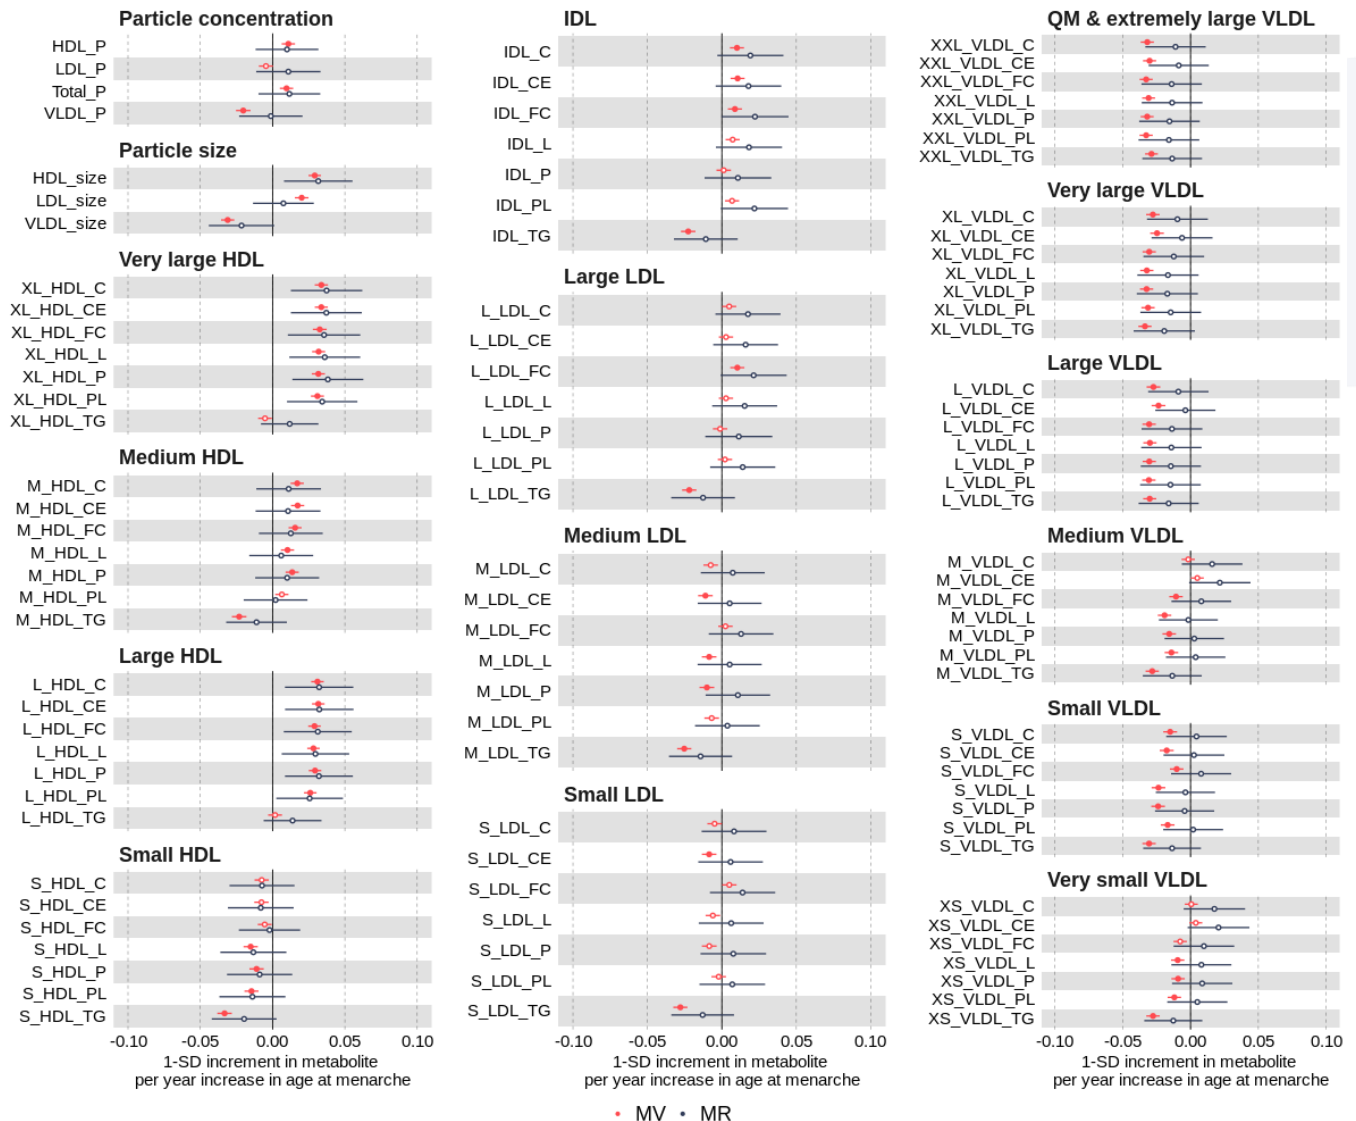 Particle concentration
HDL_P
LDL_P
Total_P
VLDL_P
Particle size
HDL_size
LDL_size
VLDL_size
Very large HDL
XL_HDL_C
XL_HDL_CE
XL_HDL_FC
XL_HDL_L
XL_HDL_P
XL_HDL_PL
XL_HDL_TG
Medium HDL
M_HDL_C
M_HDL_CE
M_HDL_FC
M_HDL_L
M_HDL_P
M_HDL_PL
M_HDL_TG
Large HDL
L_HDL_C
L_HDL_CE
L_HDL_FC
L_HDL_L
L_HDL_P
L_HDL_PL
L_HDL_TG
Small HDL
S_HDL_C
S_HDL_CE
S_HDL_FC
S_HDL_L
S_HDL_P
S_HDL_PL
S_HDL_TG
-0.10 -0.05 0.00 0.05 0.10
1-SD increment in metabolite
per year increase in age at menarche
IDL
IDL_C
IDL_CE
IDL_FC
IDL_L
IDL_P
IDL_PL
IDL_TG
Large LDL
L_LDL_C
L_LDL_CE
L_LDL_FC
L_LDL_L
L_LDL_P
L_LDL_PL
L_LDL_TG
Medium LDL
M_LDL_C
M_LDL_CE
M_LDL_FC
M_LDL_L
M_LDL_P
M_LDL_PL
M_LDL_TG
Small LDL
S_LDL_C
S_LDL_CE
S_LDL_FC
S_LDL_L
S_LDL_P
S_LDL_PL
S_LDL_TG
-0.10 -0.05 0.00 0.05 0.10
1-SD increment in metabolite
per year increase in age at menarche
QM & extremely large VLDL
XXL_VLDL_C
XXL_VLDL_CE
XXL_VLDL_FC
XXL_VLDL_L
XXL_VLDL_P
XXL_VLDL_PL
XXL_VLDL_TG
Very large VLDL
XL_VLDL_C
XL_VLDL_CE
XL_VLDL_FC
XL_VLDL_L
XL_VLDL_P
XL_VLDL_PL
XL_VLDL_TG
Large VLDL
L_VLDL_C
L_VLDL_CE
L_VLDL_FC
L_VLDL_L
L_VLDL_P
L_VLDL_PL
L_VLDL_TG
Medium VLDL
M_VLDL_C
M_VLDL_CE
M_VLDL_FC
M_VLDL_L
M_VLDL_P
M_VLDL_PL
M_VLDL_TG
Small VLDL
S_VLDL_C
S_VLDL_CE
S_VLDL_FC
S_VLDL_L
S_VLDL_P
S_VLDL_PL
S_VLDL_TG
Very small VLDL
XS_VLDL_C
XS_VLDL_CE
XS_VLDL_FC
XS_VLDL_L
XS_VLDL_P
XS_VLDL_PL
XS_VLDL_TG
-0.10 -0.05 0.00 0.05 0.10
1-SD increment in metabolite
per year increase in age at menarche
MV MR